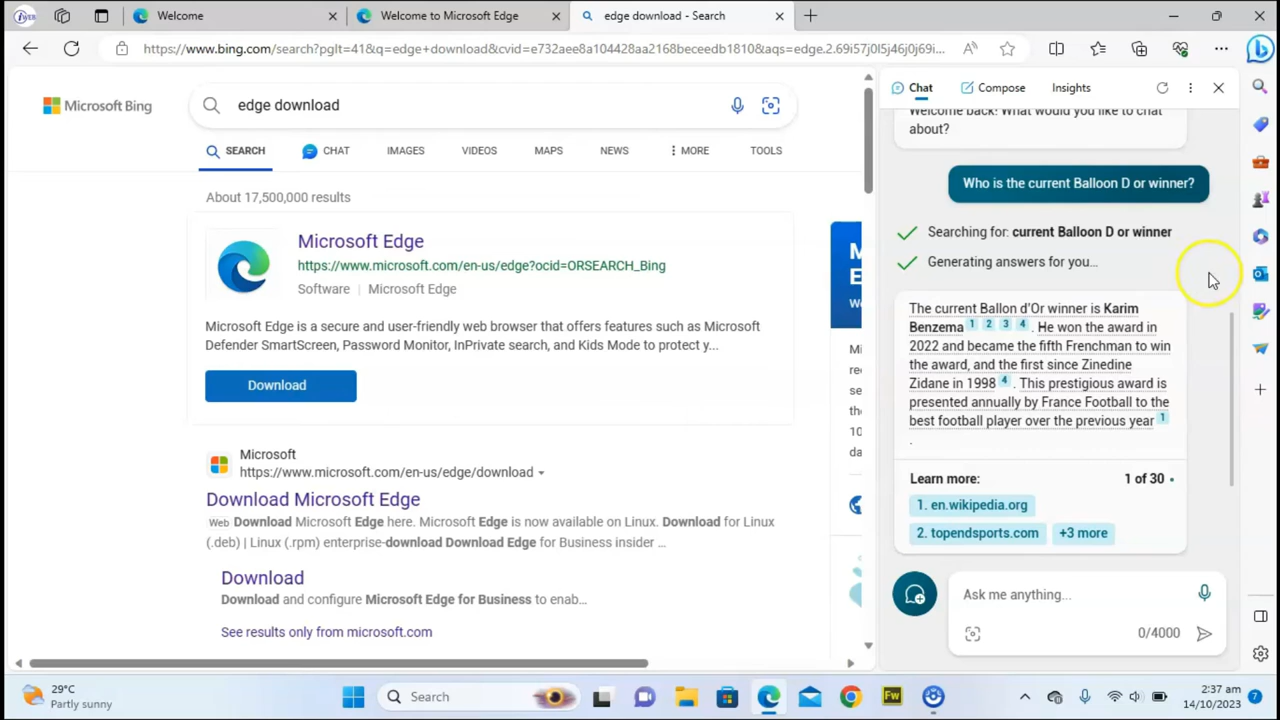 Welcome
Welcome to Microsoft Edge
edge download - Search
https://www.bing.com/search?pglt=41&q=edge+download&cvid=e732aee8a104428aa2168beceedb1810&aqs=edge.2.69i57j0l5j46j0j69i...
Microsoft Bing
edge download
SEARCH CHAT IMAGES VIDEOS MAPS NEWS MORE TOOLS
About 17,500,000 results
Microsoft Edge
https://www.microsoft.com/en-us/edge?ocid=ORSEARCH_Bing
Software Microsoft Edge
Microsoft Edge is a secure and user-friendly web browser that offers features such as Microsoft
Defender SmartScreen, Password Monitor, InPrivate search, and Kids Mode to protect y...
Download
Microsoft
https://www.microsoft.com/en-us/edge/download
Download Microsoft Edge
Web Download Microsoft Edge here. Microsoft Edge is now available on Linux. Download for Linux
(.deb) | Linux (.rpm) enterprise-download Download Edge for Business insider ...
Download
Download and configure Microsoft Edge for Business to enab...
See results only from microsoft.com
Chat Compose Insights
Welcome back! What would you like to chat
about?
Who is the current Balloon D or winner?
Searching for: current Balloon D or winner
Generating answers for you...
The current Ballon d'Or winner is Karim
Benzema 1 2 3 4 . He won the award in
2022 and became the fifth Frenchman to win
the award, and the first since Zinedine
Zidane in 1998 4 . This prestigious award is
presented annually by France Football to the
best football player over the previous year 1
.
Learn more: 1 of 30
1. en.wikipedia.org
2. topendsports.com +3 more
Ask me anything...
0/4000
29°C
Partly sunny
Search
Fw
2:37 am
14/10/2023
7